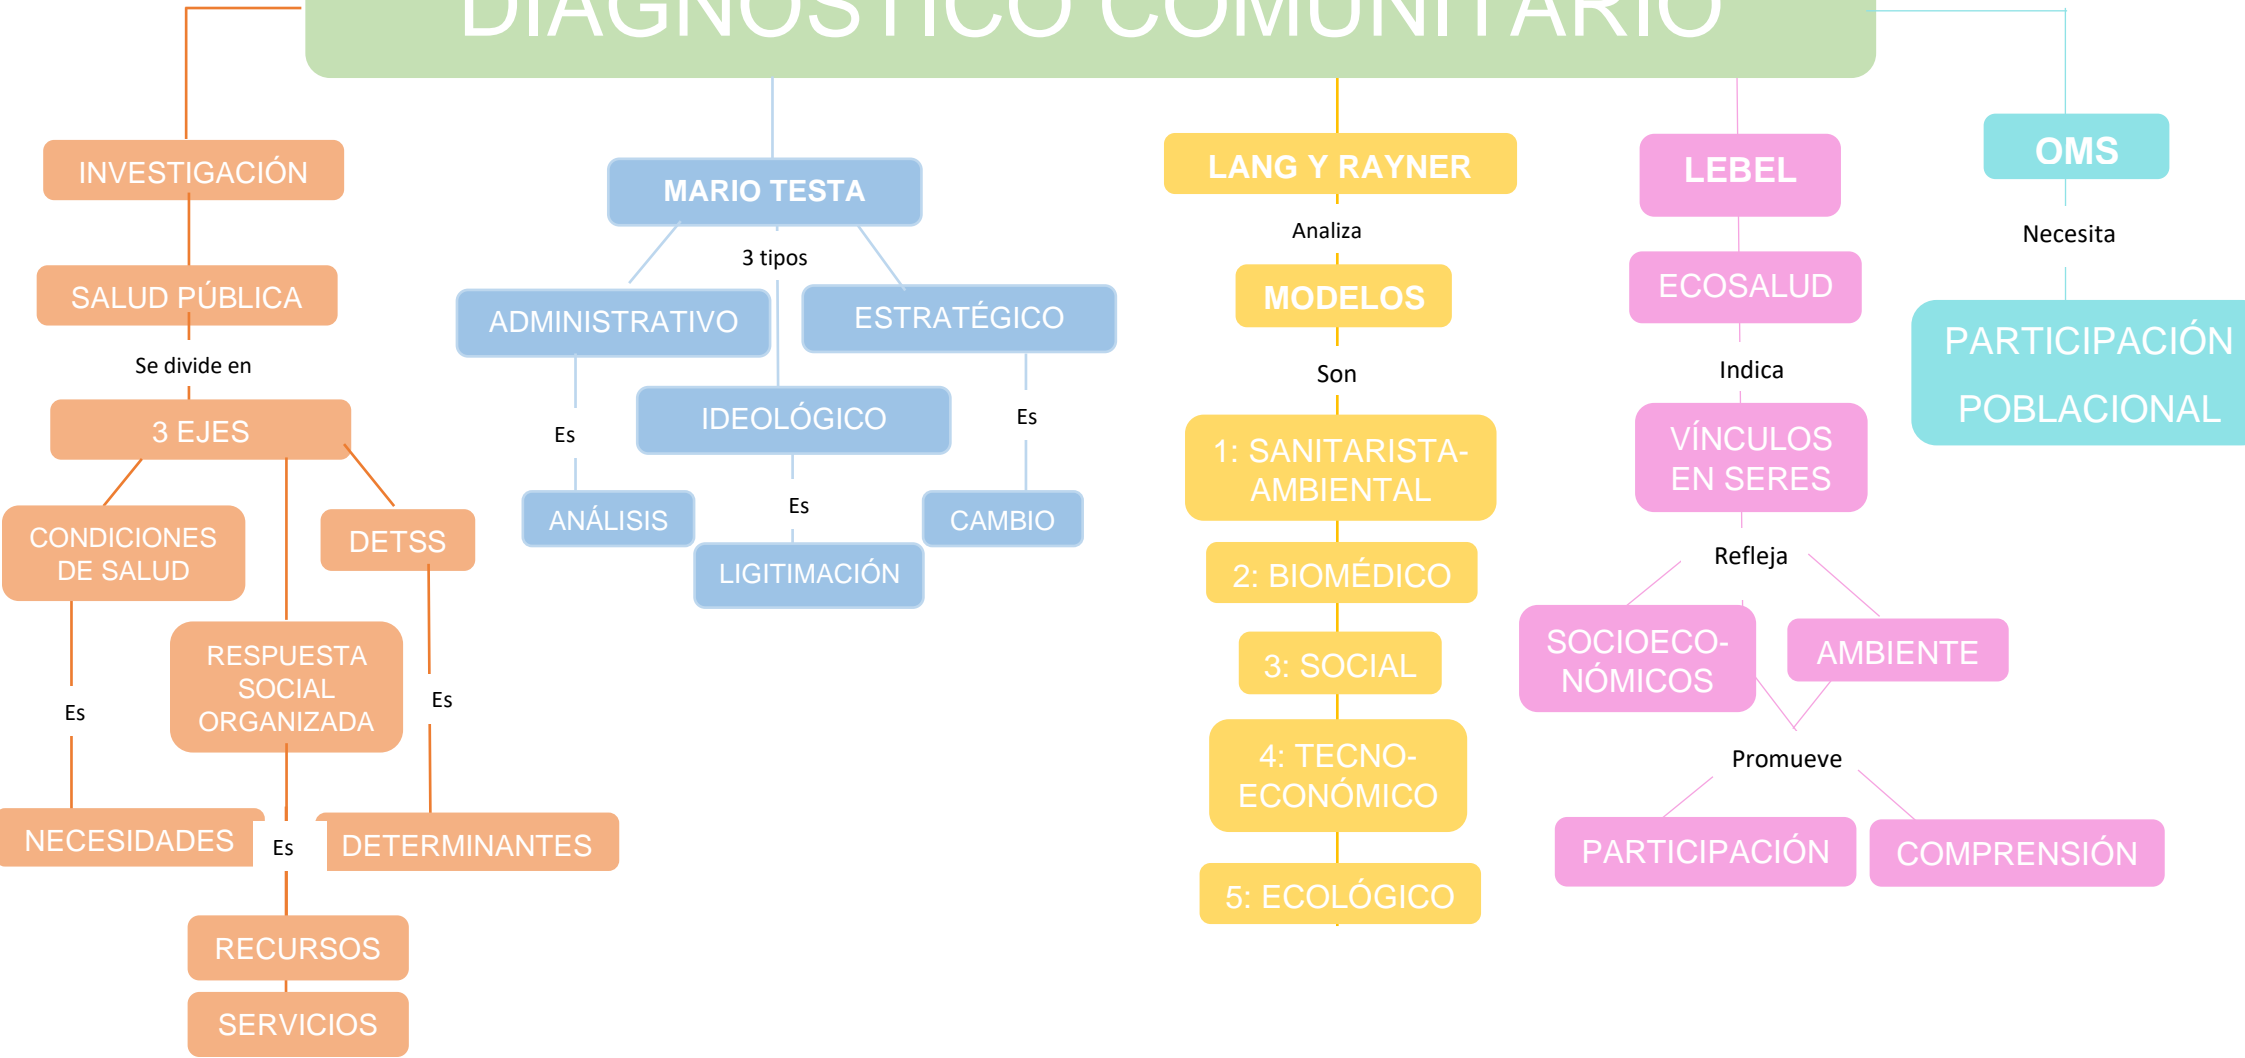 DIAGNÓSTICO COMUNITARIO
INVESTIGACIÓN
SALUD PÚBLICA
Se divide en
3 EJES
CONDICIONES
DE SALUD
DETSS
RESPUESTA
SOCIAL
ORGANIZADA
Es
Es
NECESIDADES
Es
DETERMINANTES
RECURSOS
SERVICIOS
MARIO TESTA
3 tipos
ADMINISTRATIVO
ESTRATÉGICO
IDEOLÓGICO
Es
Es
Es
ANÁLISIS
CAMBIO
LIGITIMACIÓN
LANG Y RAYNER
Analiza
MODELOS
Son
1: SANITARISTA-
AMBIENTAL
2: BIOMÉDICO
3: SOCIAL
4: TECNO-
ECONÓMICO
5: ECOLÓGICO
LEBEL
ECOSALUD
Indica
VÍNCULOS
EN SERES
Refleja
SOCIOECO-
NÓMICOS
AMBIENTE
Promueve
PARTICIPACIÓN
COMPRENSIÓN
OMS
Necesita
PARTICIPACIÓN
POBLACIONAL